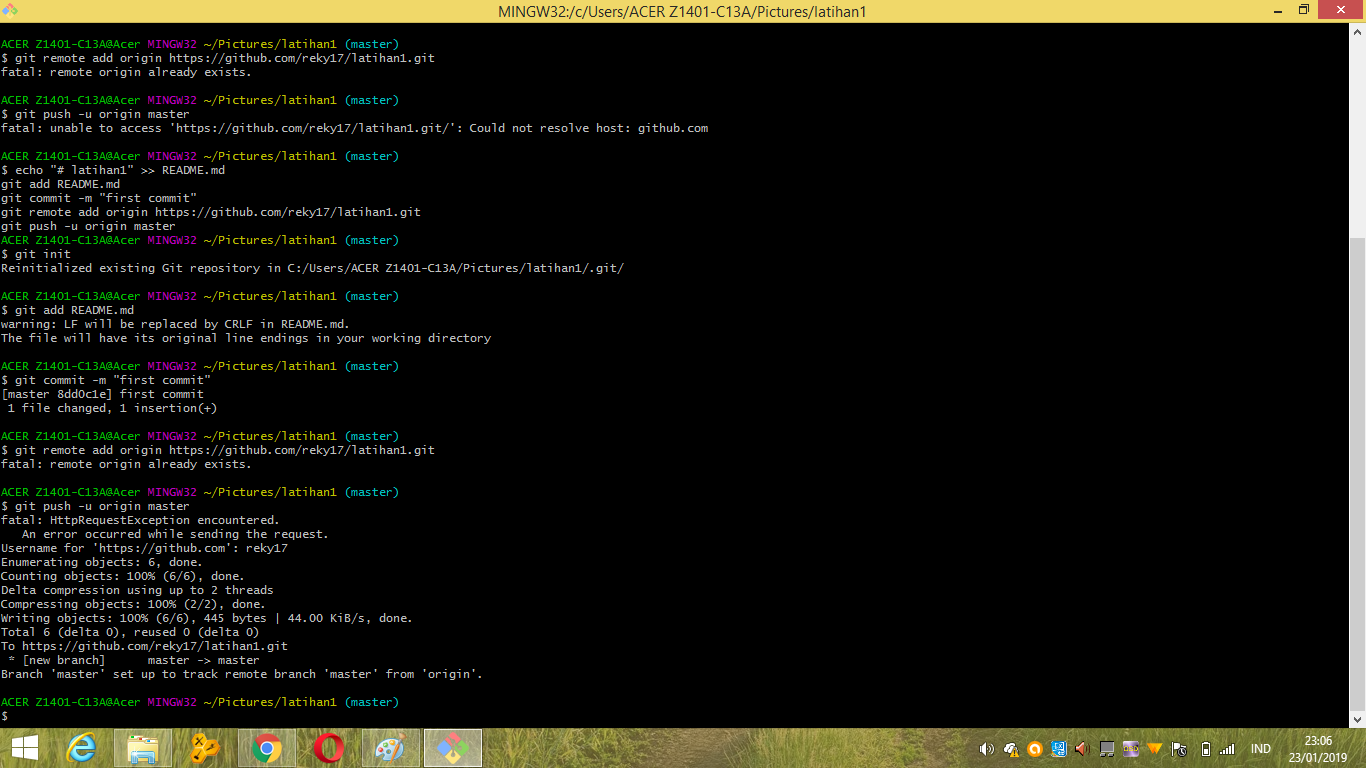 MINGW32:/c/Users/ACER Z1401-C13A/Pictures/latihan1
ACER Z1401-C13A@Acer MINGW32 ~/Pictures/latihan1 (master)
$ git remote add origin https://github.com/reky17/latihan1.git
fatal: remote origin already exists.
ACER Z1401-C13A@Acer MINGW32 ~/Pictures/latihan1 (master)
$ git push -u origin master
fatal: unable to access 'https://github.com/reky17/latihan1.git/': Could not resolve host: github.com
ACER Z1401-C13A@Acer MINGW32 ~/Pictures/latihan1 (master)
$ echo "# latihan1" >> README.md
git add README.md
git commit -m "first commit"
git remote add origin https://github.com/reky17/latihan1.git
git push -u origin master
ACER Z1401-C13A@Acer MINGW32 ~/Pictures/latihan1 (master)
$ git init
Reinitialized existing Git repository in C:/Users/ACER Z1401-C13A/Pictures/latihan1/.git/
ACER Z1401-C13A@Acer MINGW32 ~/Pictures/latihan1 (master)
$ git add README.md
warning: LF will be replaced by CRLF in README.md.
The file will have its original line endings in your working directory
ACER Z1401-C13A@Acer MINGW32 ~/Pictures/latihan1 (master)
$ git commit -m "first commit"
[master 8dd0c1e] first commit
 1 file changed, 1 insertion(+)
ACER Z1401-C13A@Acer MINGW32 ~/Pictures/latihan1 (master)
$ git remote add origin https://github.com/reky17/latihan1.git
fatal: remote origin already exists.
ACER Z1401-C13A@Acer MINGW32 ~/Pictures/latihan1 (master)
$ git push -u origin master
fatal: HttpRequestException encountered.
   An error occurred while sending the request.
Username for 'https://github.com': reky17
Enumerating objects: 6, done.
Counting objects: 100% (6/6), done.
Delta compression using up to 2 threads
Compressing objects: 100% (2/2), done.
Writing objects: 100% (6/6), 445 bytes | 44.00 KiB/s, done.
Total 6 (delta 0), reused 0 (delta 0)
To https://github.com/reky17/latihan1.git
 * [new branch]      master -> master
Branch 'master' set up to track remote branch 'master' from 'origin'.
ACER Z1401-C13A@Acer MINGW32 ~/Pictures/latihan1 (master)
$
IND
23:06
23/01/2019